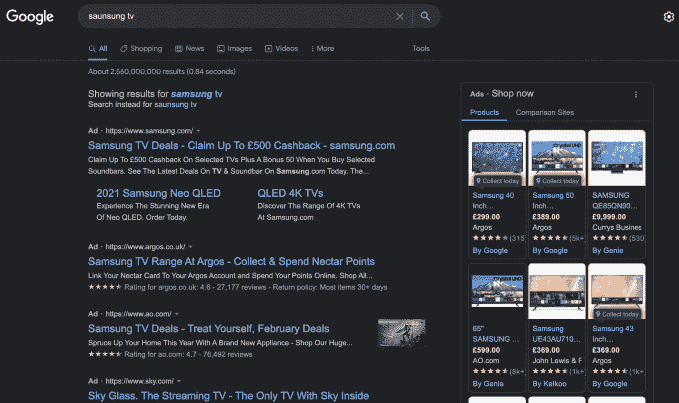 Google
saunsung tv
All
Shopping
News
Images
Videos
More
Tools
About 2,560,000,000 results (0.84 seconds)
Showing results for samsung tv
Search instead for saunsung tv
Ad · https://www.samsung.com/
Samsung TV Deals - Claim Up To £500 Cashback - samsung.com
Claim Up To £500 Cashback On Selected TVs Plus A Bonus 50 When You Buy Selected
Soundbars. See The Latest Deals On TV & Soundbar On Samsung.com Today. The...
2021 Samsung Neo QLED
Experience The Stunning New Era
Of Neo QLED. Order Today.
QLED 4K TVs
Discover The Range Of 4K TVs
At Samsung.com
Ad · https://www.argos.co.uk/
Samsung TV Range At Argos - Collect & Spend Nectar Points
Link Your Nectar Card To Your Argos Account and Spend Your Points Online. Shop All...
Rating for argos.co.uk: 4.6 - 27,177 reviews - Return policy: Most items 30+ days
Ad · https://www.ao.com/
Samsung TV Deals - Treat Yourself, February Deals
Spruce Up Your Home This Year With A Brand New Appliance - Shop Our Huge...
Rating for ao.com: 4.7 - 76,492 reviews
Ad · https://www.sky.com/
Sky Glass. The Streaming TV - The Only TV With Sky Inside
Ads · Shop now
Products
Comparison Sites
Collect today
Samsung 40
Inch...
£299.00
Argos
(315)
By Google
crystal UHD
Collect today
Samsung 50
Inch...
£389.00
Argos
(5k+)
By Google
SAMSUNG
QE85QN90...
£9,999.00
Currys Busines
(530)
By Genie
65"
SAMSUNG ...
£599.00
AO.com
(8k+)
By Genie
Samsung
UE43AU710...
£369.00
John Lewis & P
(1k+)
By Kelkoo
Collect today
Samsung 43
Inch...
£369.00
Argos
(1k+)
By Google